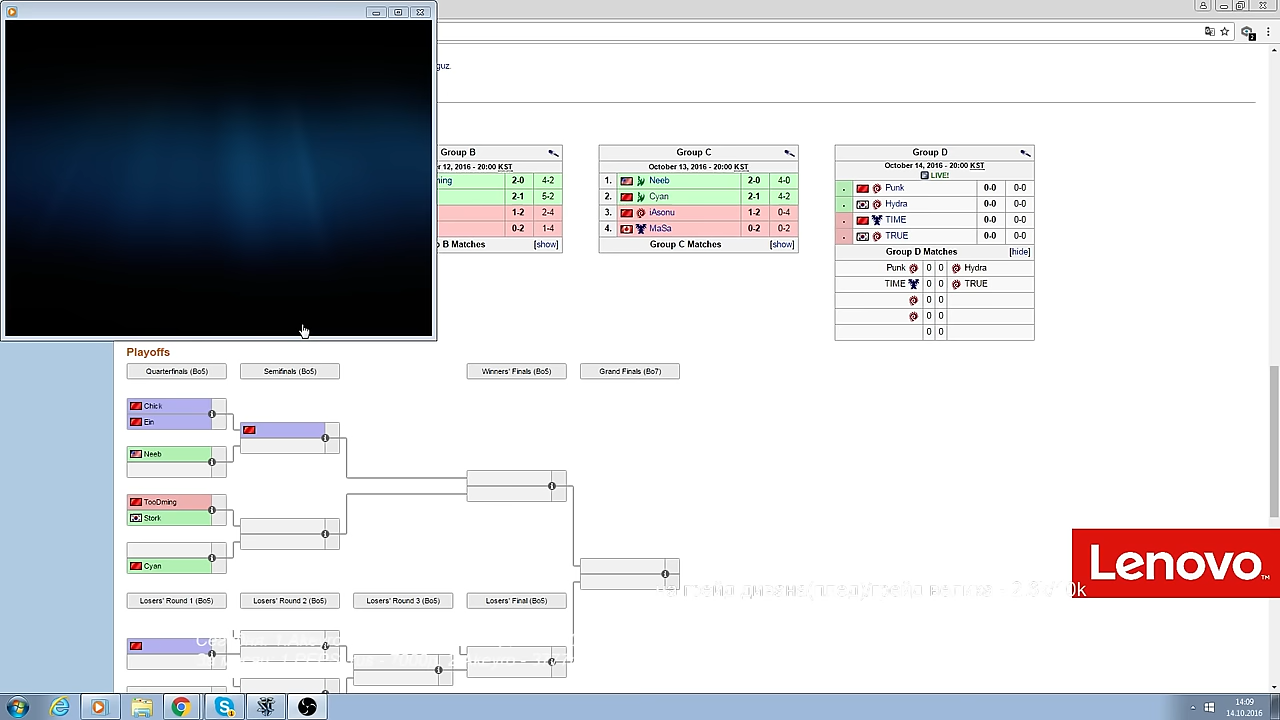 guz.
Group B
r 12, 2016 - 20:00 KST
ning 2-0 4-2
2-1 5-2
1-2 2-4
0-2 1-4
B Matches [show]
Group C
October 13, 2016 - 20:00 KST
1. Neeb 2-0 4-0
2. Cyan 2-1 4-2
3. iAsonu 1-2 0-4
4. MaSa 0-2 0-2
Group C Matches [show]
Group D
October 14, 2016 - 20:00 KST
LIVE!
. Punk 0-0 0-0
. Hydra 0-0 0-0
. TIME 0-0 0-0
. TRUE 0-0 0-0
Group D Matches [hide]
Punk 0 0 Hydra
TIME 0 0 TRUE
0 0
0 0
0 0
Playoffs
Quarterfinals (Bo5) Semifinals (Bo5) Winners' Finals (Bo5) Grand Finals (Bo7)
Chick
Ein
Neeb
TooDming
Stork
Cyan
Losers' Round 1 (Bo5) Losers' Round 2 (Bo5) Losers' Round 3 (Bo5) Losers' Final (Bo5)
Lenovo
TM
14:09
14.10.2016